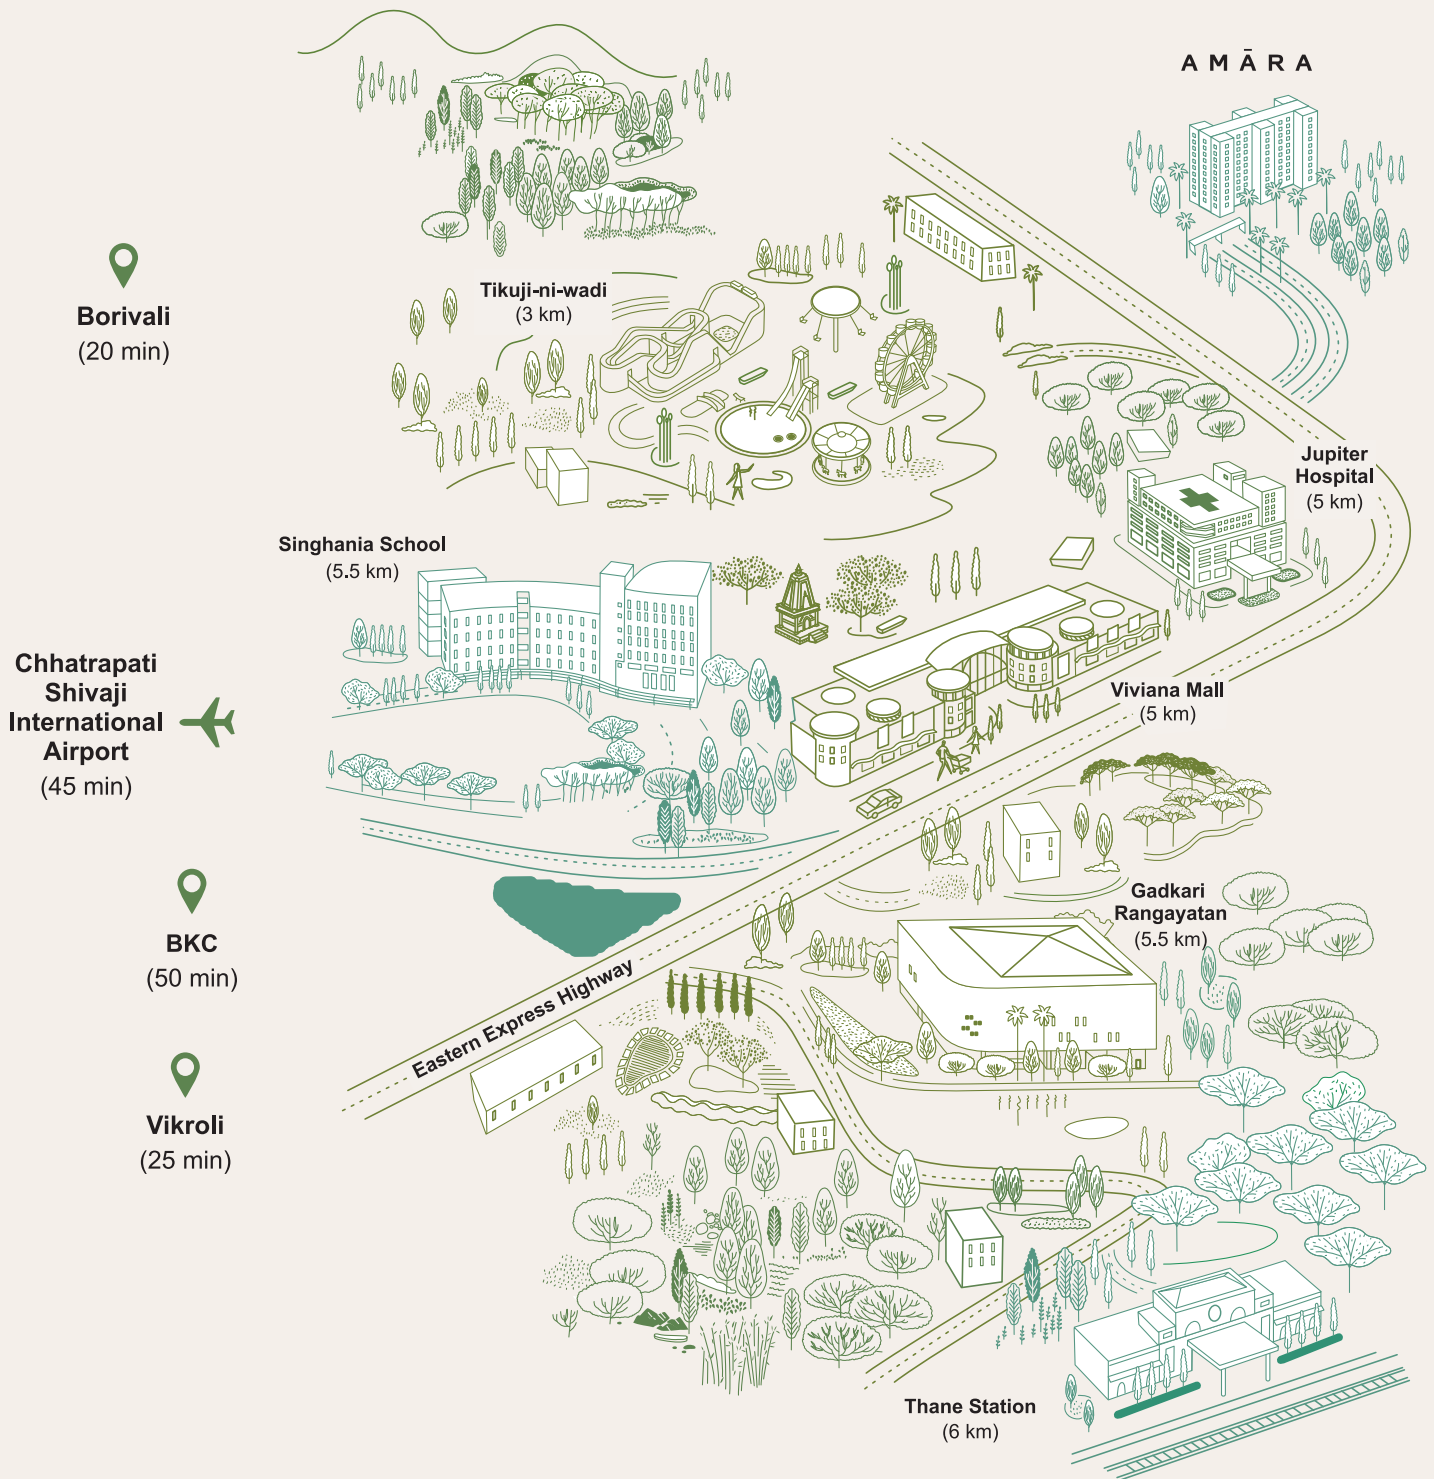 AMĀRA
Borivali
(20 min)
Tikuji-ni-wadi
(3 km)
Jupiter
Hospital
(5 km)
Singhania School
(5.5 km)
Chhatrapati
Shivaji
International
Airport
(45 min)
Viviana Mall
(5 km)
BKC
(50 min)
Gadkari
Rangayatan
(5.5 km)
Eastern Express Highway
Vikroli
(25 min)
Thane Station
(6 km)